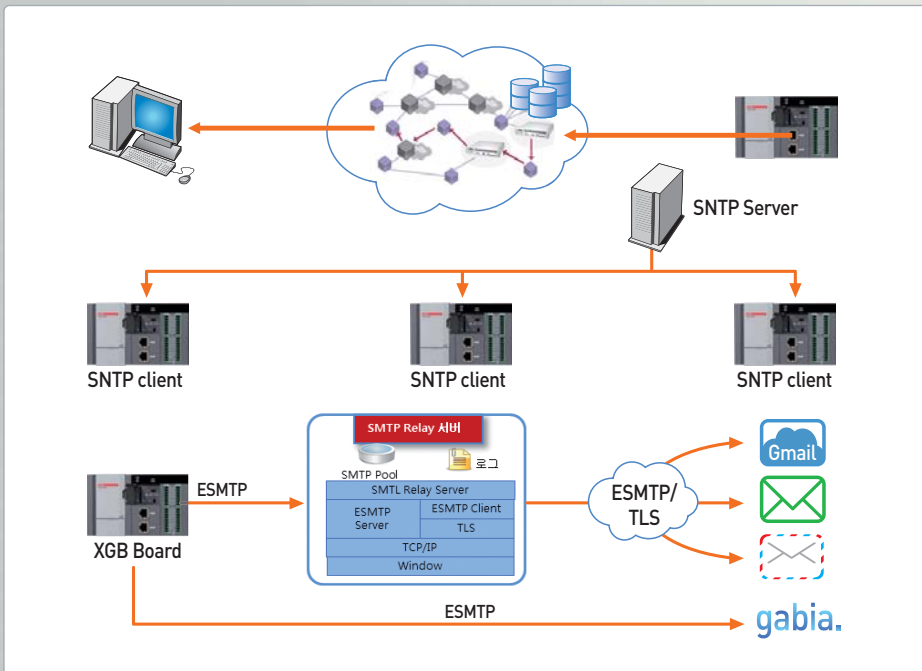 SNTP Server
SNTP client
SNTP client
SNTP client
SMTP Relay 서버
SMTP Pool
로그
SMTL Relay Server
ESMTP Server
ESMTP Client
TLS
TCP/IP
Window
ESMTP
XGB Board
ESMTP/
TLS
Gmail
ESMTP
gabia.